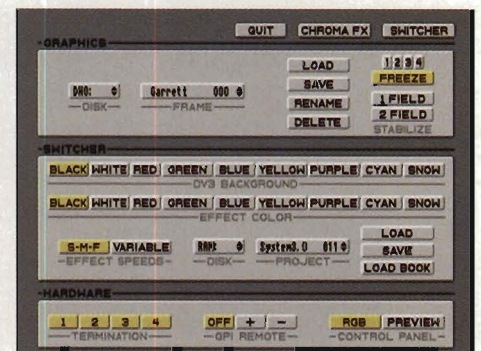 QUIT CHROMA FX SWITCHER
GRAPHICS
LOAD 1 2 3 4
SAVE FREEZE
DH0: Garrett 000 RENAME 1 FIELD
DISK FRAME DELETE 2 FIELD
STABILIZE
SWITCHER
BLACK WHITE RED GREEN BLUE YELLOW PURPLE CYAN SNOW
DV3 BACKGROUND
BLACK WHITE RED GREEN BLUE YELLOW PURPLE CYAN SNOW
EFFECT COLOR
LOAD
S-M-F VARIABLE System3.0 011 SAVE
EFFECT SPEEDS DISK PROJECT LOAD BOOK
HARDWARE
1 2 3 4 OFF + - RGB PREVIEW
TERMINATION GPI REMOTE CONTROL PANEL